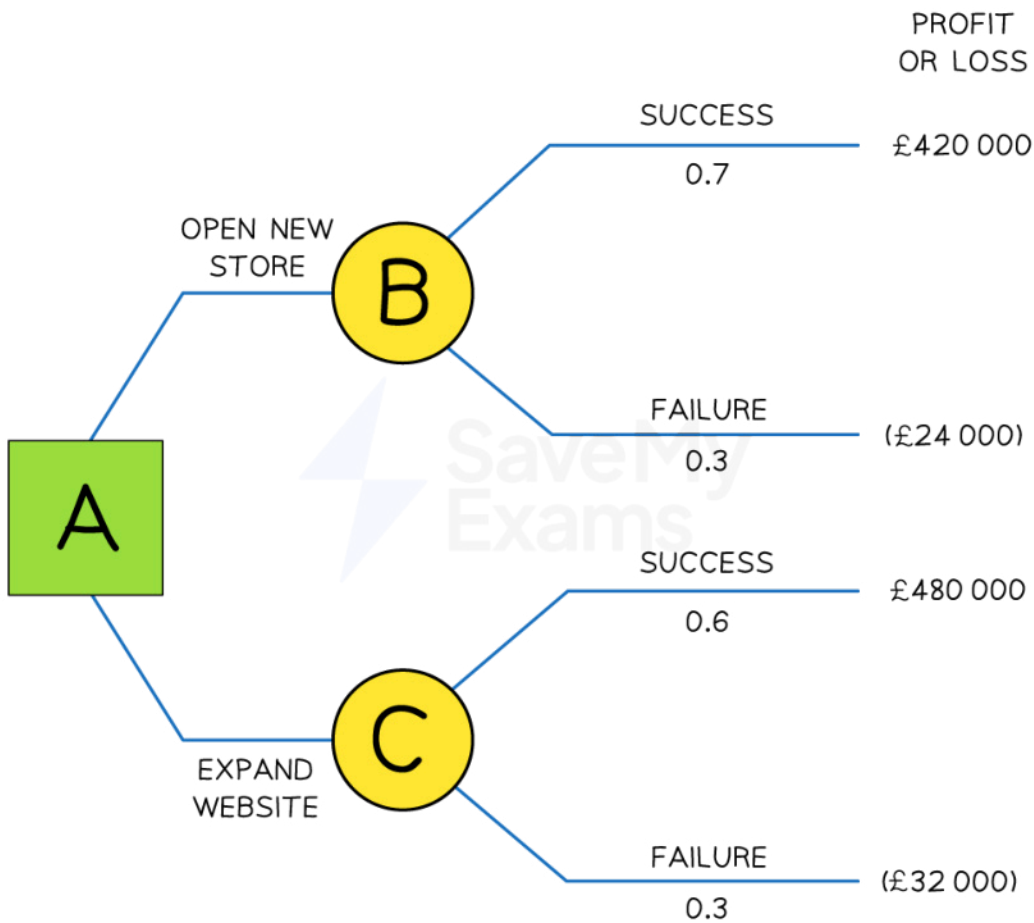 PROFIT
OR LOSS
SUCCESS
£420 000
0.7
OPEN NEW
STORE
B
FAILURE
(£24 000)
0.3
SaveMy
Exams
A
SUCCESS
£480 000
0.6
C
EXPAND
WEBSITE
FAILURE
(£32 000)
0.3